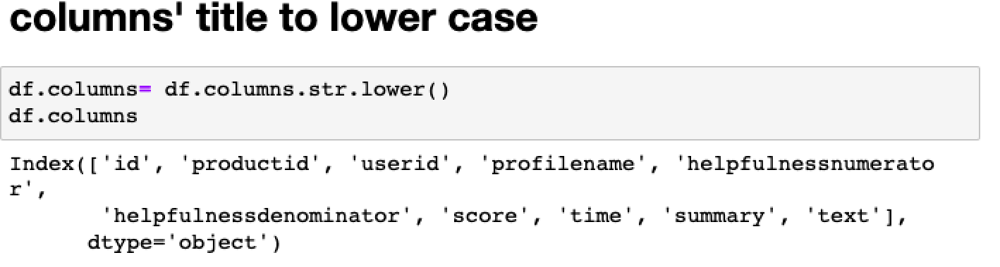 columns' title to lower case
df.columns= df.columns.str.lower()
df.columns
Index(['id', 'productid', 'userid', 'profilename', 'helpfulnessnumerato
r',
       'helpfulnessdenominator', 'score', 'time', 'summary', 'text'],
      dtype='object')